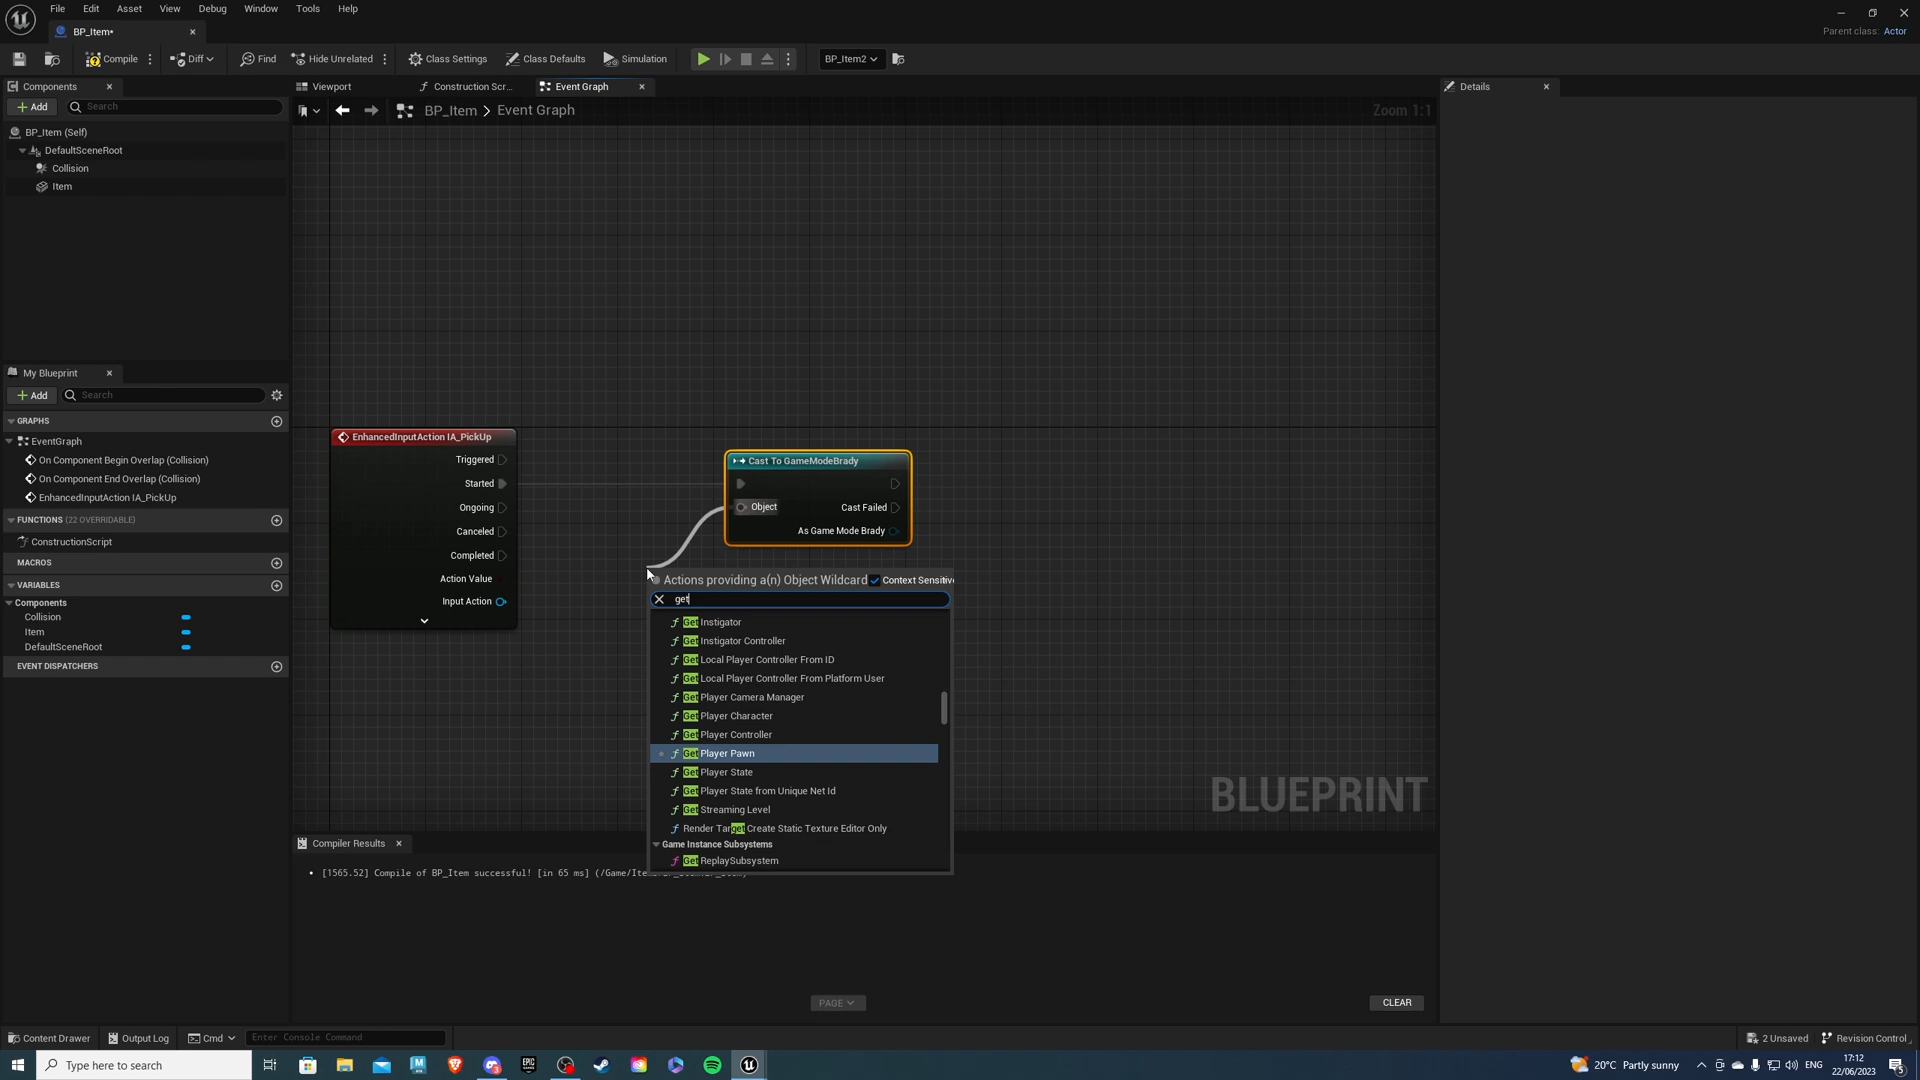 File Edit Asset View Debug Window Tools Help
BP_Item*
Parent class: Actor
Compile Diff Find Hide Unrelated Class Settings Class Defaults Simulation BP_Item2
Components
Add Search
BP_Item (Self)
DefaultSceneRoot
Collision
Item
Viewport Construction Scr... Event Graph
BP_Item > Event Graph
Zoom 1:1
Details
My Blueprint
Add Search
GRAPHS
EventGraph
On Component Begin Overlap (Collision)
On Component End Overlap (Collision)
EnhancedInputAction IA_PickUp
FUNCTIONS (22 OVERRIDABLE)
ConstructionScript
MACROS
VARIABLES
Components
Collision
Item
DefaultSceneRoot
EVENT DISPATCHERS
EnhancedInputAction IA_PickUp
Triggered
Started
Ongoing
Canceled
Completed
Action Value
Input Action
Cast To GameModeBrady
Object
Cast Failed
As Game Mode Brady
Actions providing a(n) Object Wildcard Context Sensitive
get
Get Instigator
Get Instigator Controller
Get Local Player Controller From ID
Get Local Player Controller From Platform User
Get Player Camera Manager
Get Player Character
Get Player Controller
Get Player Pawn
Get Player State
Get Player State from Unique Net Id
Get Streaming Level
Render Target Create Static Texture Editor Only
Game Instance Subsystems
Get ReplaySubsystem
BLUEPRINT
Compiler Results
[1565.52] Compile of BP_Item successful! [in 65 ms]
PAGE
CLEAR
Content Drawer Output Log Cmd Enter Console Command
2 Unsaved Revision Control
Type here to search
20°C Partly sunny
ENG
17:12
22/06/2023